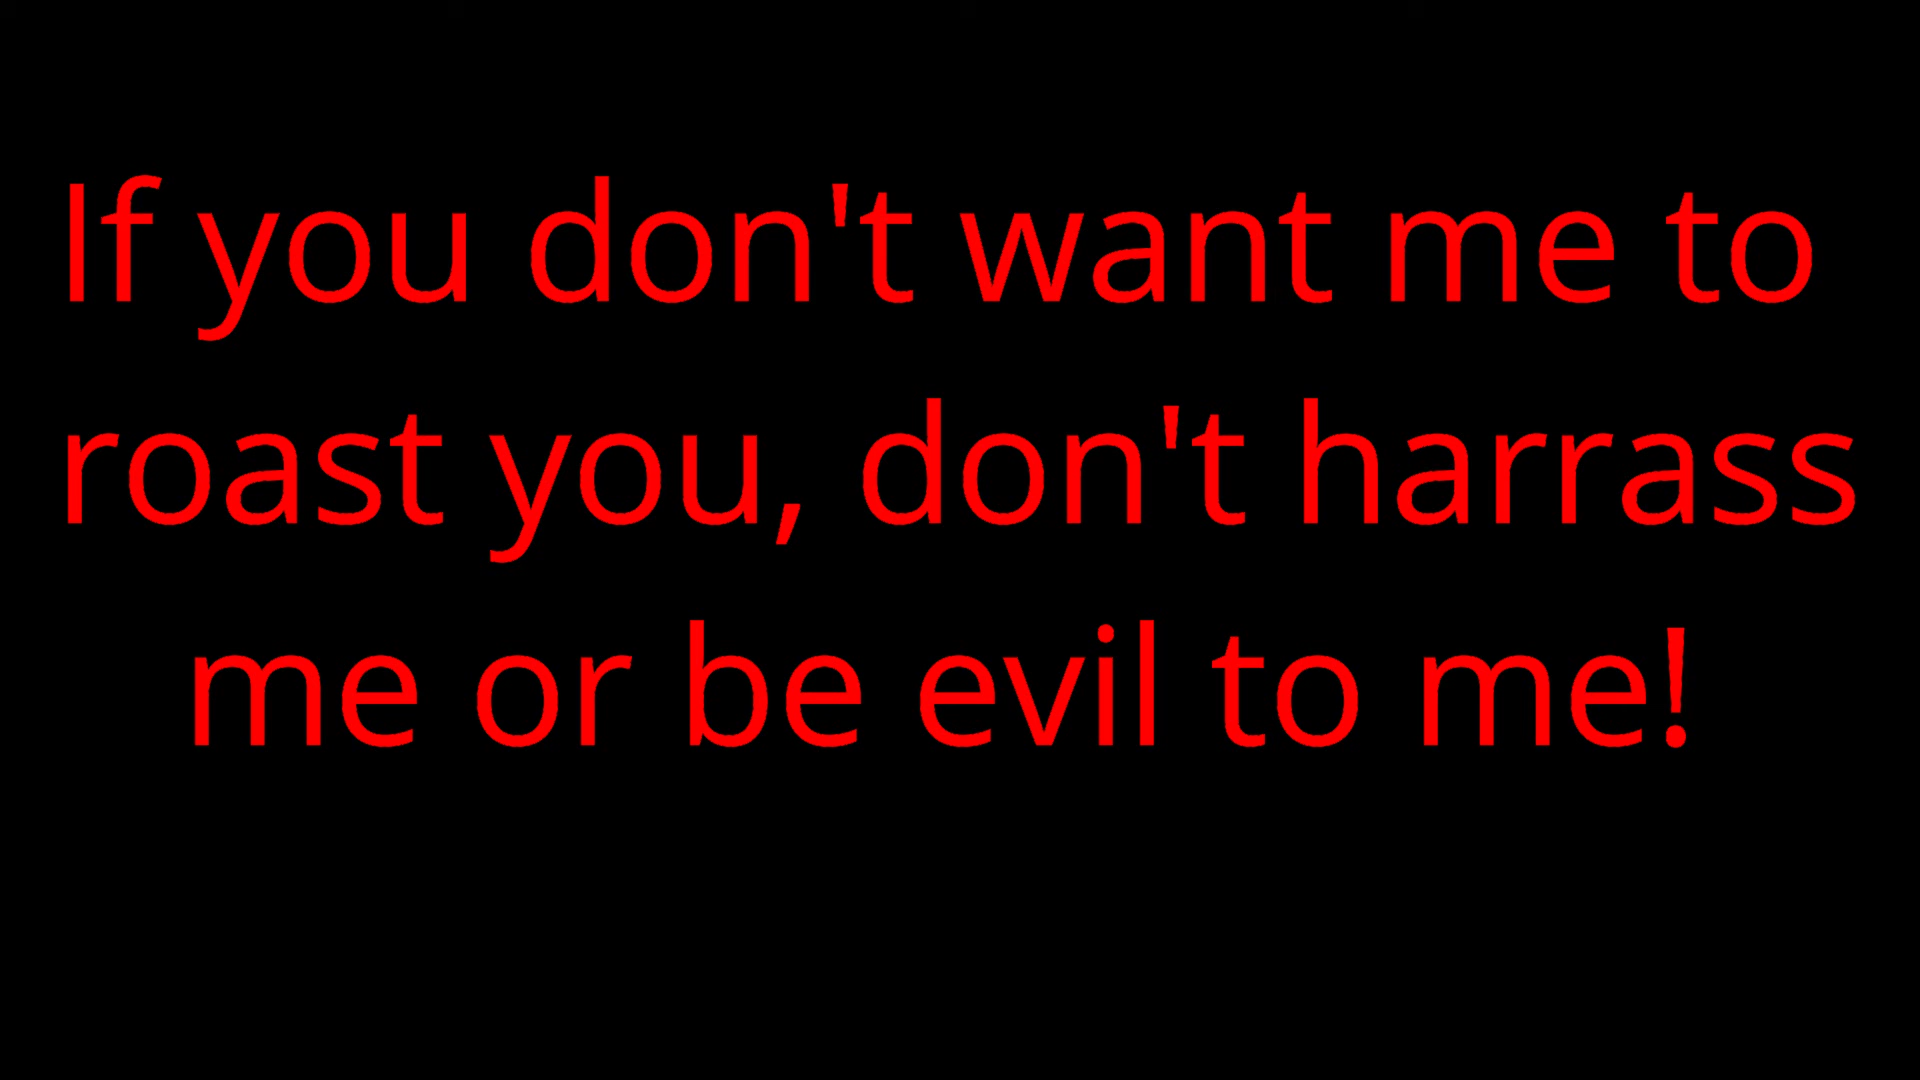 If you don't want me to
roast you, don't harrass
me or be evil to me!